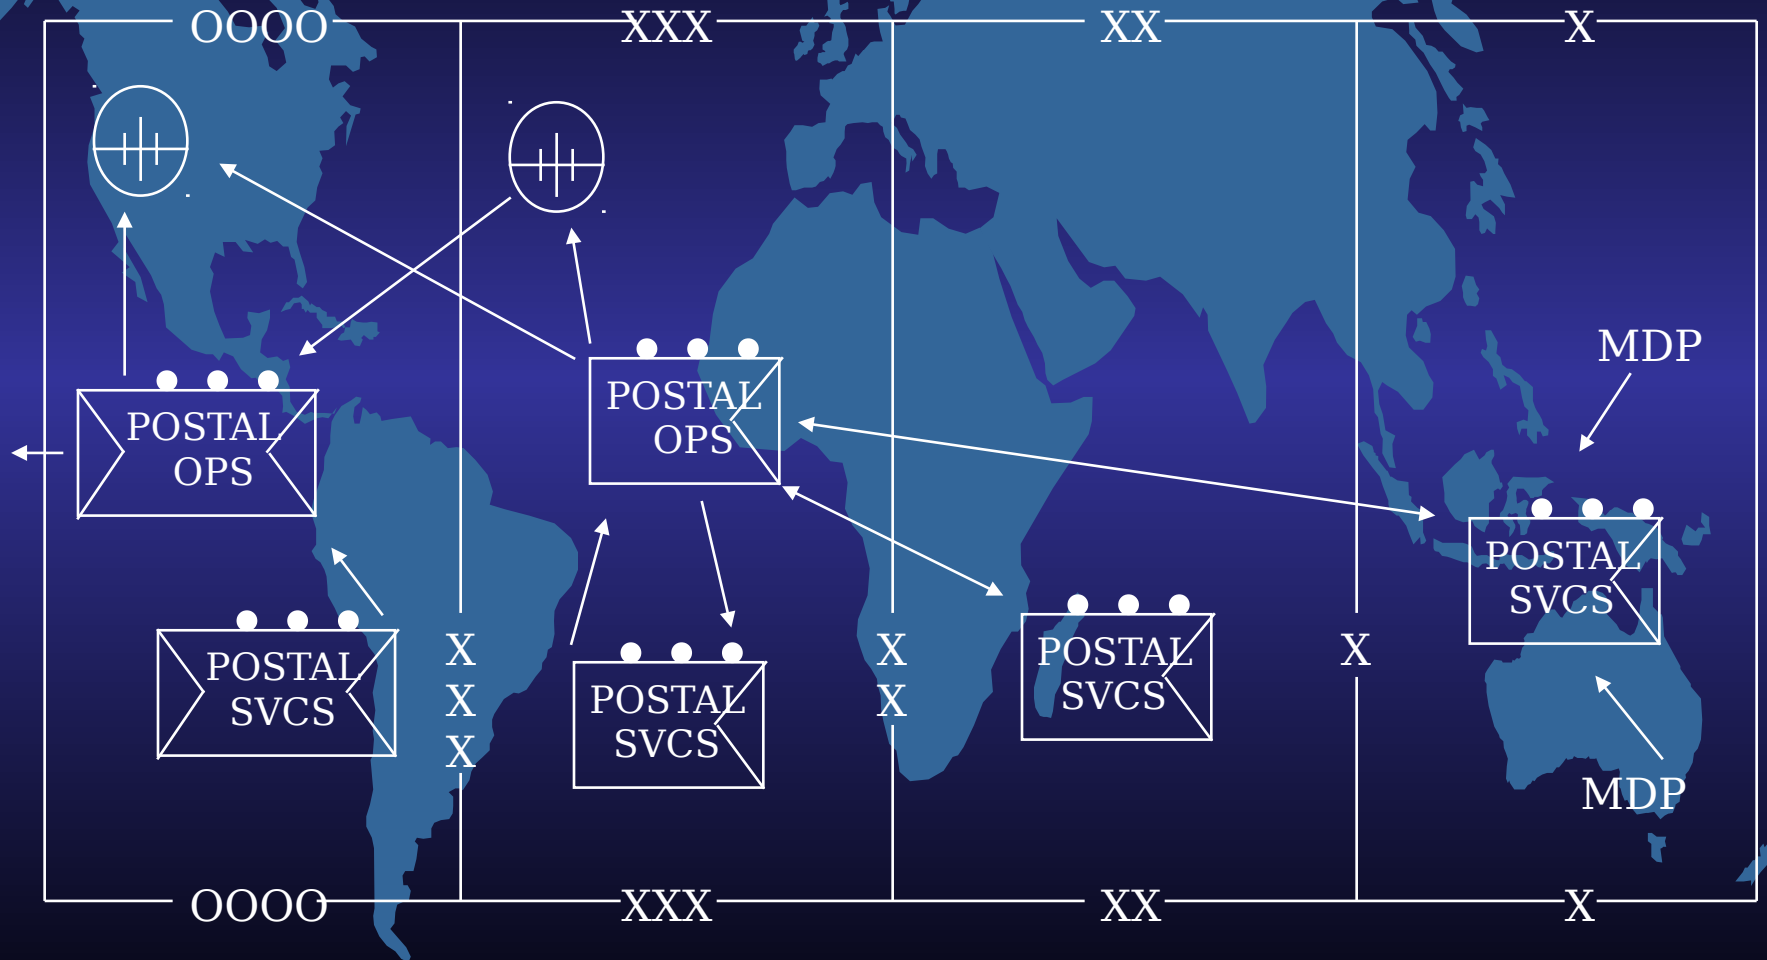 OOOO
XXX
XX
X
MDP
POSTAL
OPS
POSTAL
OPS
POSTAL
SVCS
POSTAL
SVCS
POSTAL
SVCS
POSTAL
SVCS
X
X
X
X
X
X
MDP
OOOO
XXX
XX
X